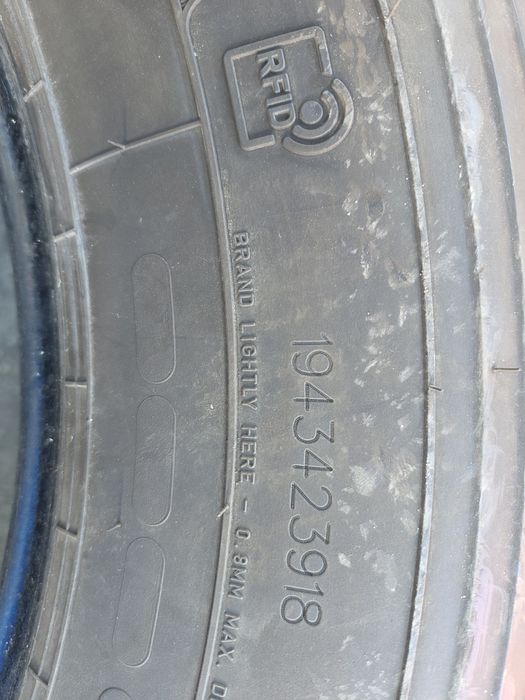 RFID
1943423918
BRAND LIGHTLY HERE - 0.8MM MAX. D